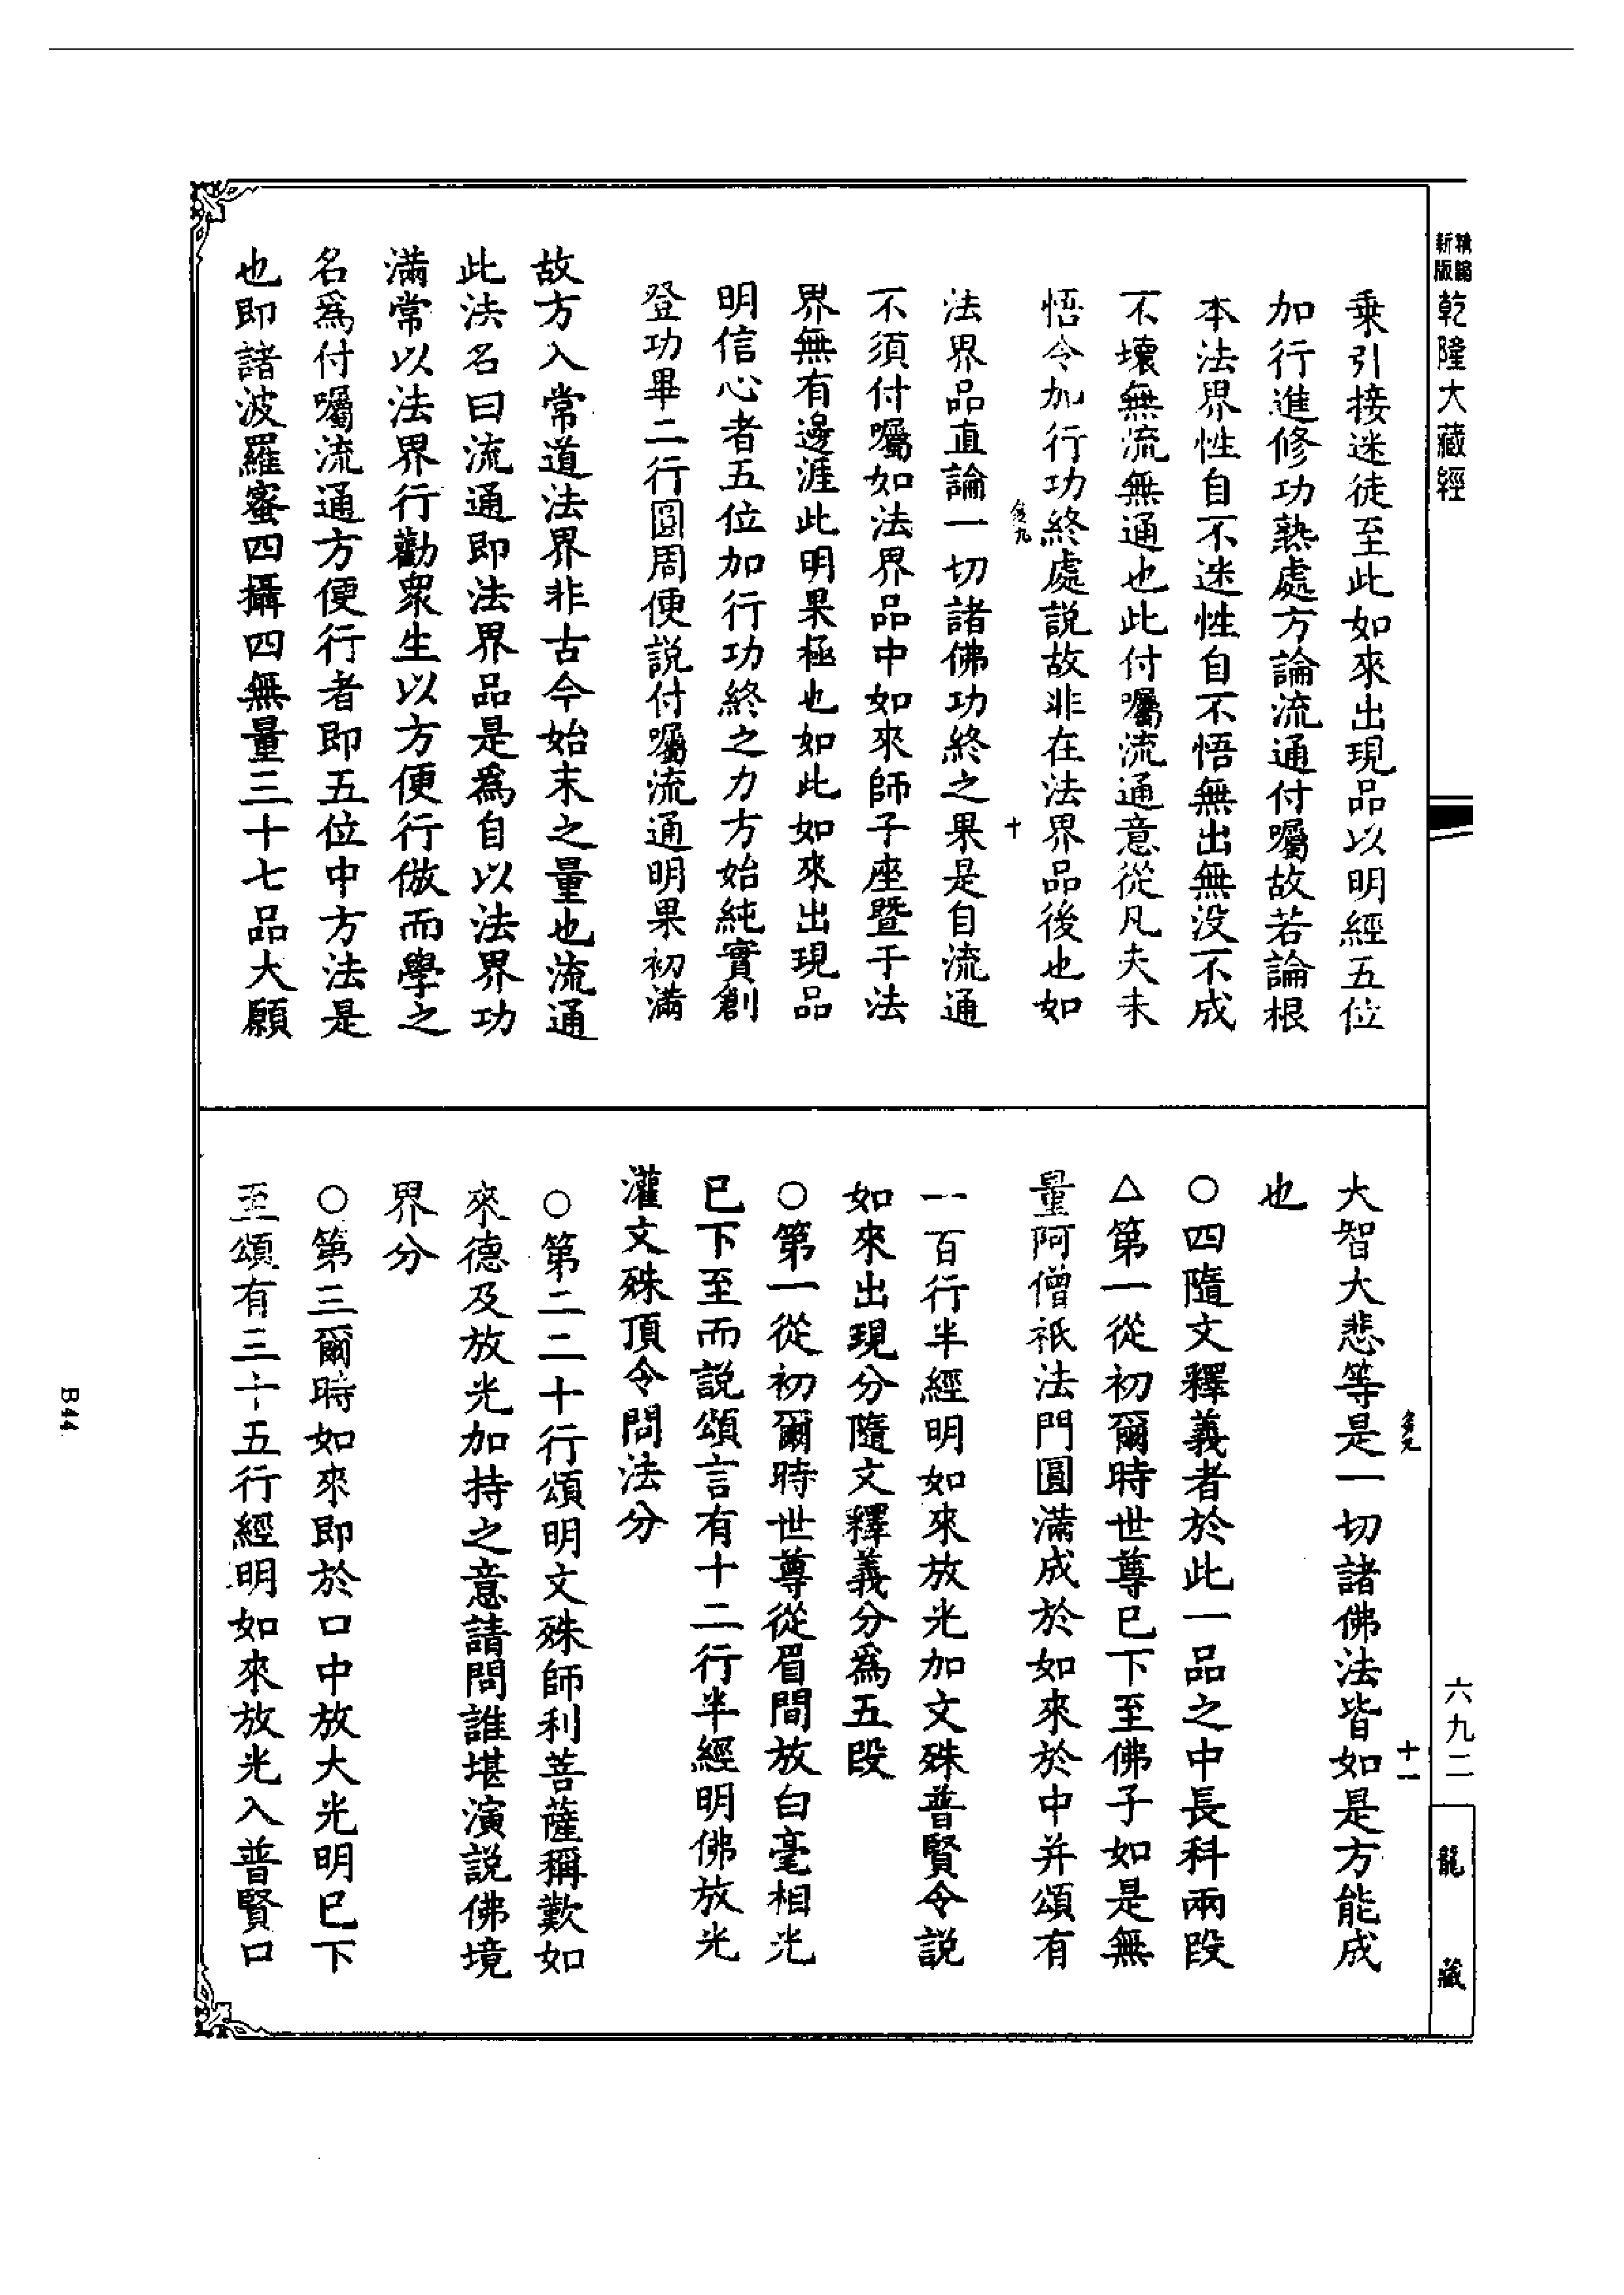 新版
精縮
乾隆大藏經
乗引接迷徒至此如來出現品以明經五位
加行進修功熟處方論流通付囑故若論根
本法界性自不迷性自不悟無出無没不成
不壞無流無通也此付囑流通意從凡夫未
悟令加行功終處説故非在法界品後也如
十
法界品直論一切諸佛功終之果是自流通
不須付囑如法界品中如來師子座暨于法
界無有邊涯此明果極也如此如來出現品
明信心者五位加行功終之力方始純實創
登功畢二行圓周便説付囑流通明果初滿
故方入常道法界非古今始末之量也流通
此法名曰流通即法界品是爲自以法界功
滿常以法界行勸衆生以方便行倣而學之
名爲付囑流通方便行者即五位中方法是
也即諸波羅蜜四攝四無量三十七品大願
六九二
龍藏
十一
大智大悲等是一切諸佛法皆如是方能成
也
○四隨文釋義者於此一品之中長科兩段
△第一從初爾時世尊已下至佛子如是無
量阿僧祇法門圓滿成於如來於中并頌有
一百行半經明如來放光加文殊普賢令説
如來出現分隨文釋義分爲五段
○第一從初爾時世尊從眉間放白毫相光
已下至而説頌言有十二行半經明佛放光
灌文殊頂令問法分
○第二二十行頌明文殊師利菩薩稱歎如
來德及放光加持之意請問誰堪演説佛境
界分
○第三爾時如來即於口中放大光明已下
至頌有三十五行經明如來放光入普賢口
B44